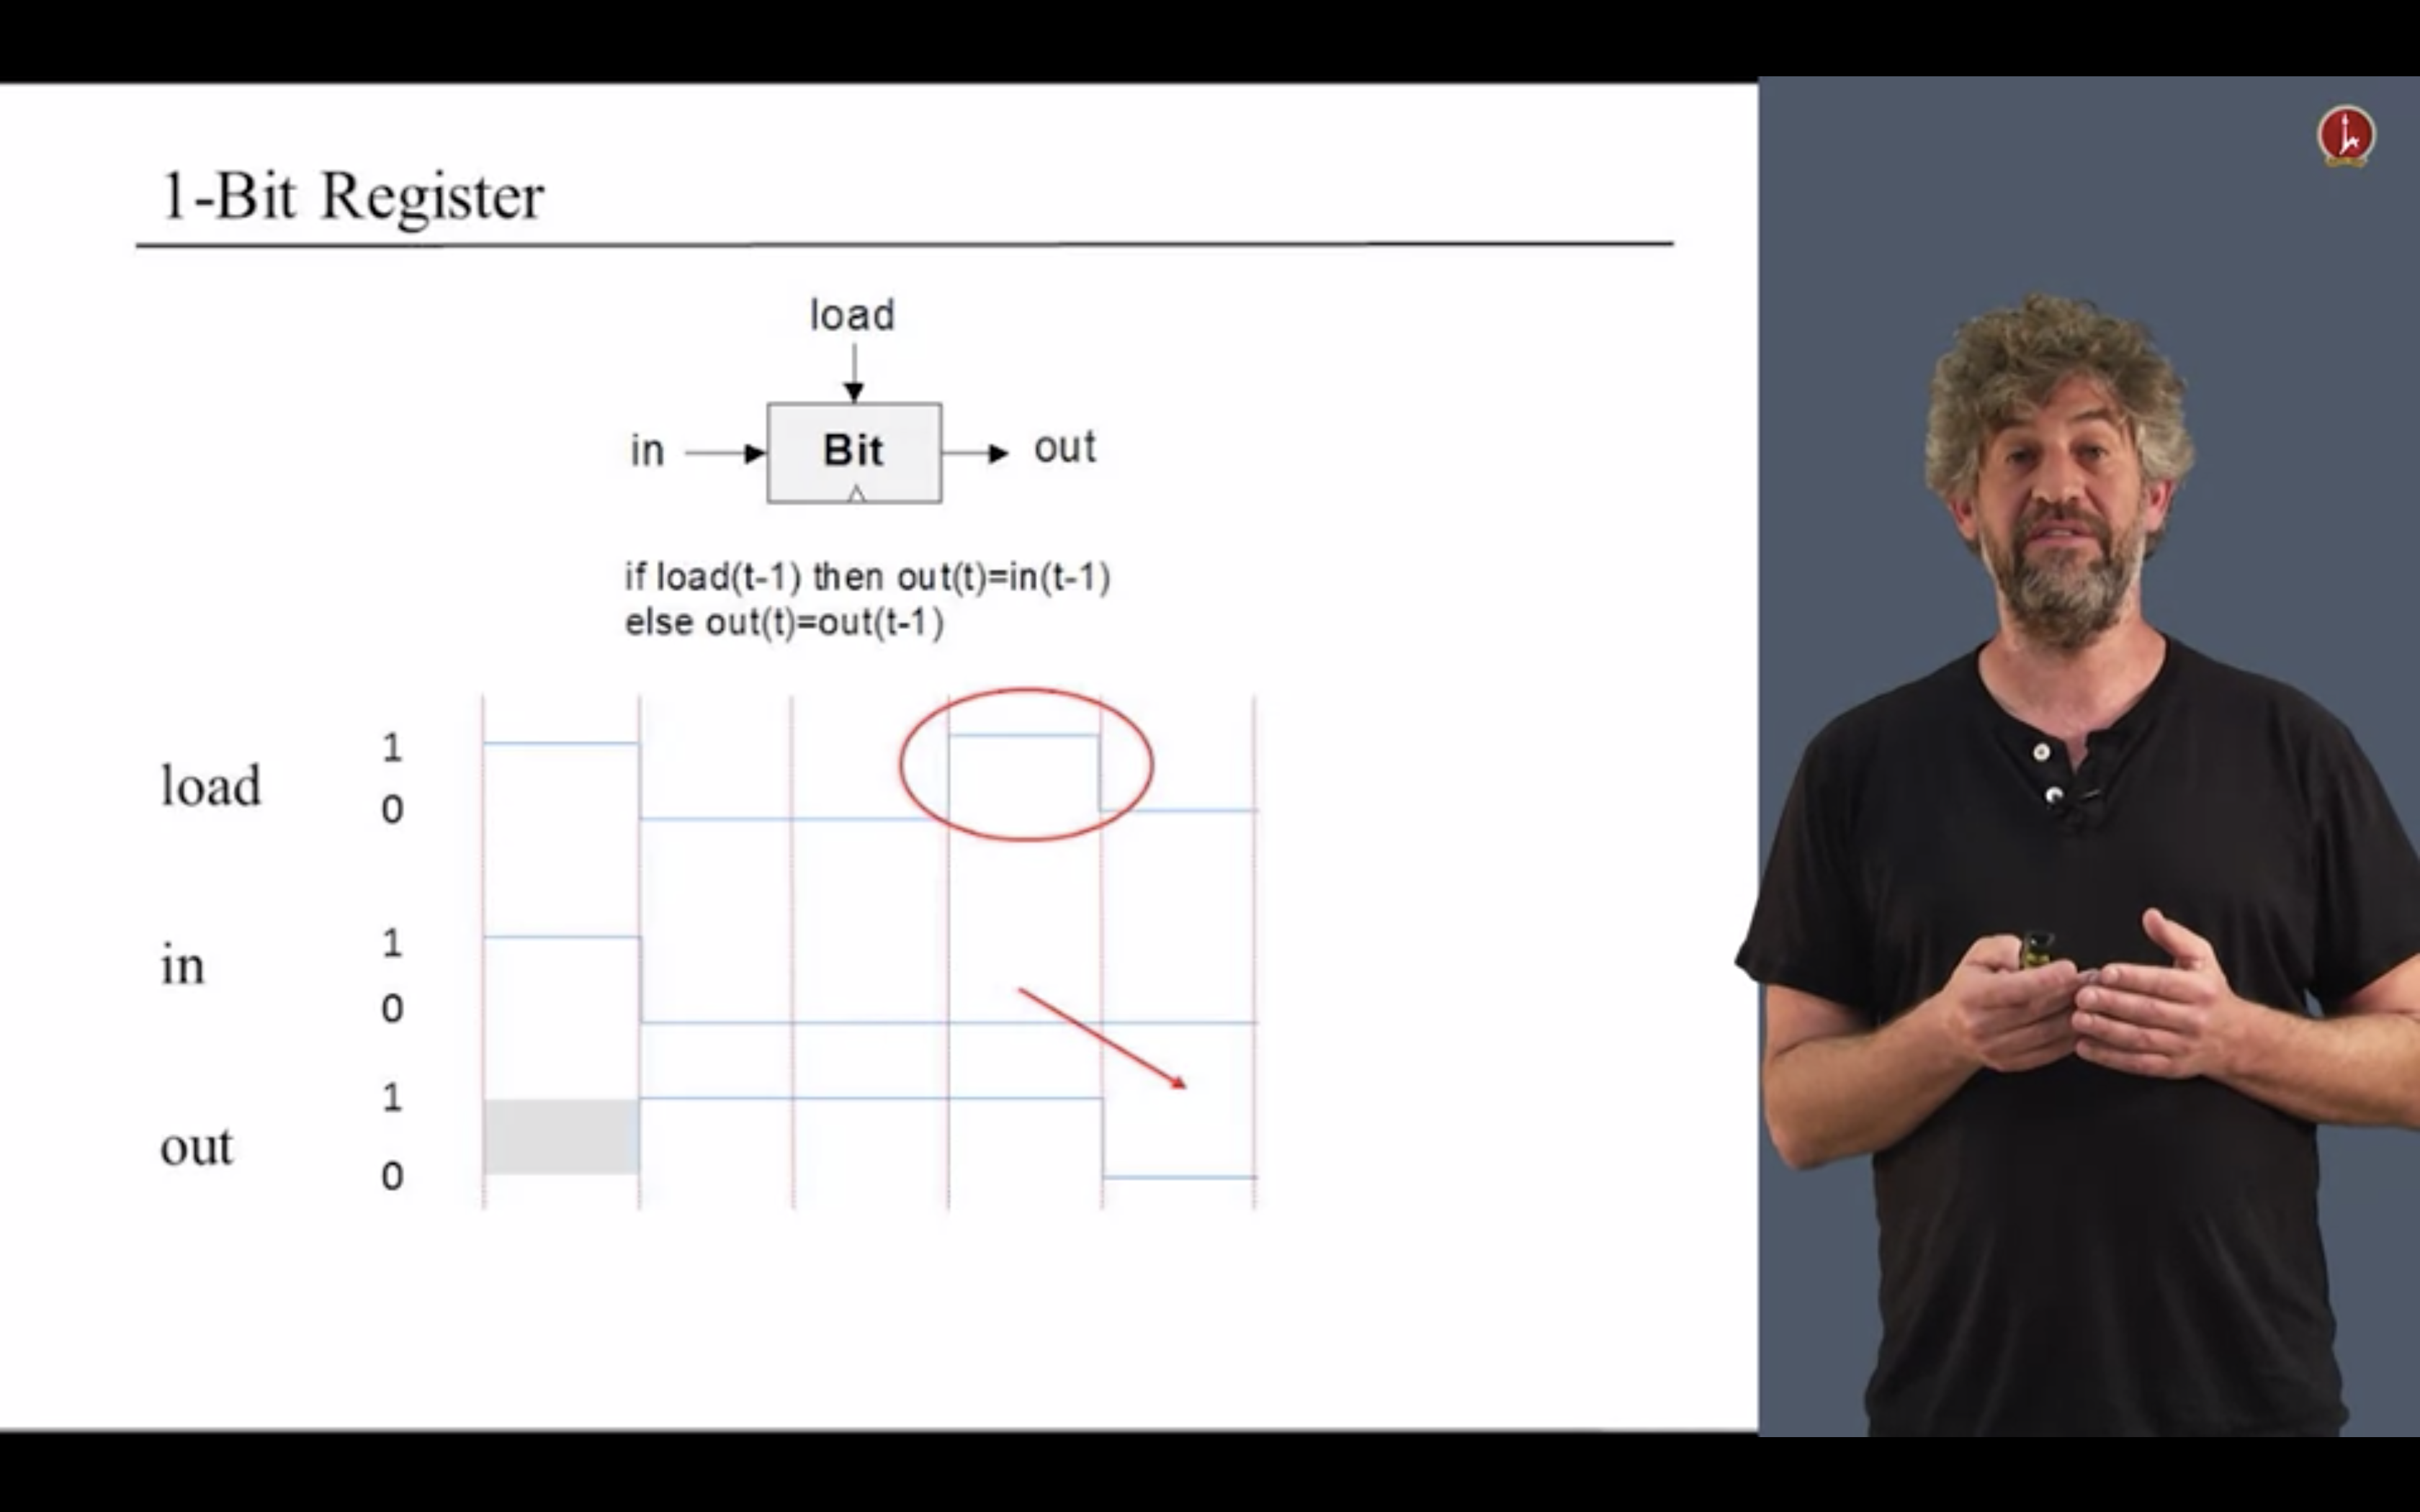 1-Bit Register
load
in
Bit
out
if load(t-1) then out(t)=in(t-1)
else out(t)=out(t-1)
load
1
0
in
1
0
out
1
0